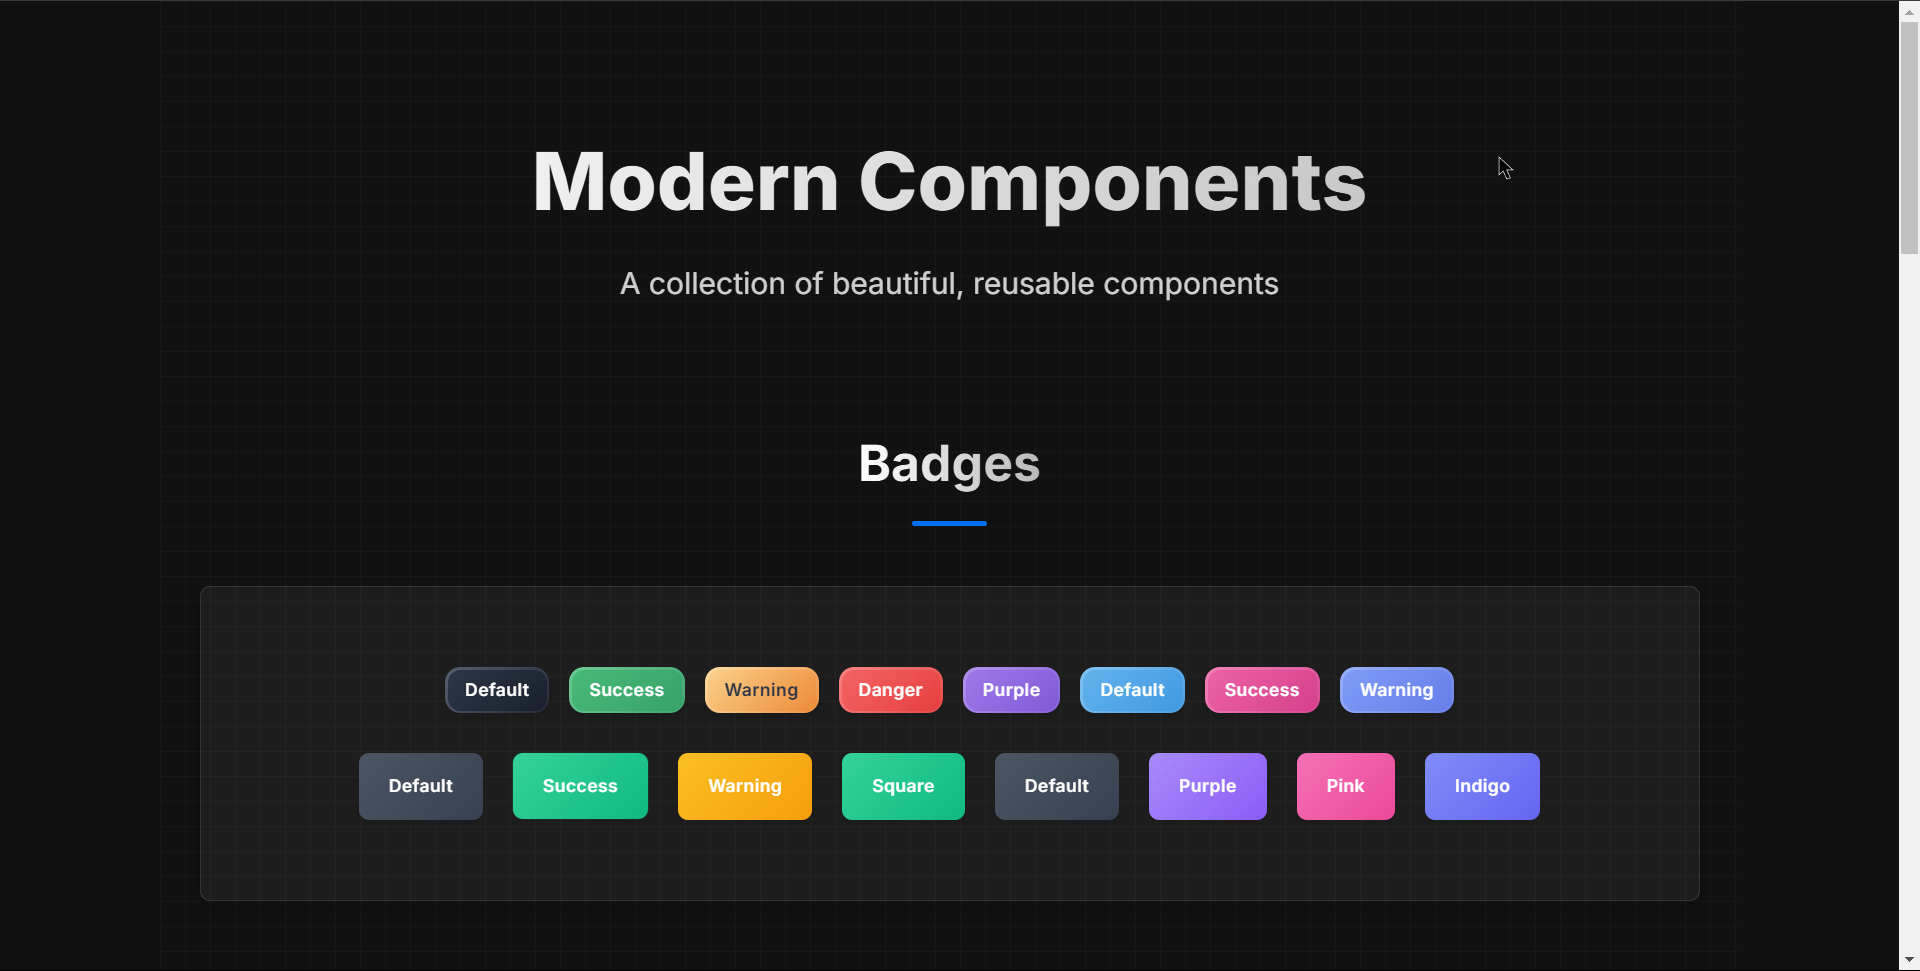 Modern Components
A collection of beautiful, reusable components
Badges
Default Success Warning Danger Purple Default Success Warning
Default Success Warning Square Default Purple Pink Indigo